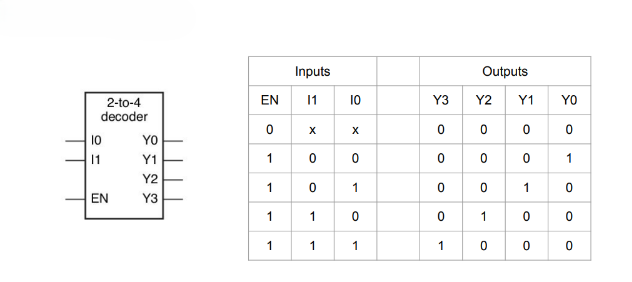 2-to-4
decoder
I0 Y0
I1 Y1
Y2
EN Y3
Inputs Outputs
EN I1 I0 Y3 Y2 Y1 Y0
0 x x 0 0 0 0
1 0 0 0 0 0 1
1 0 1 0 0 1 0
1 1 0 0 1 0 0
1 1 1 1 0 0 0